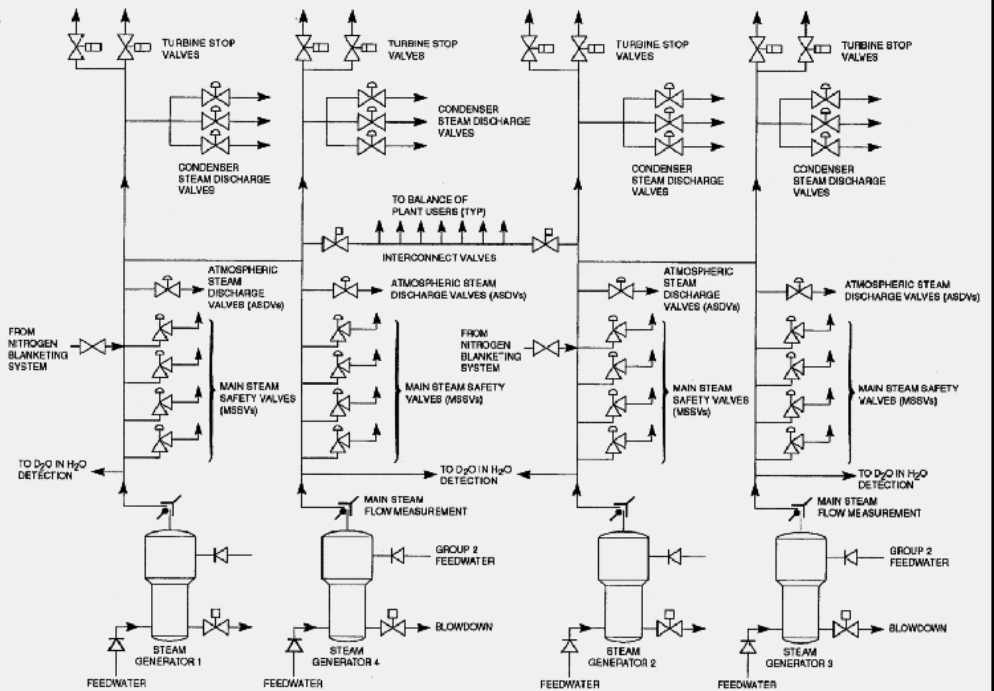 TURBINE STOP
VALVES
TURBINE STOP
VALVES
TURBINE STOP
VALVES
TURBINE STOP
VALVES
CONDENSER
STEAM DISCHARGE
VALVES
CONDENSER
STEAM DISCHARGE
VALVES
CONDENSER
STEAM DISCHARGE
VALVES
CONDENSER
STEAM DISCHARGE
VALVES
TO BALANCE OF
PLANT USERS (TYP)
INTERCONNECT VALVES
ATMOSPHERIC
STEAM
DISCHARGE
VALVES (ASDVs)
ATMOSPHERIC STEAM
DISCHARGE VALVES (ASDVs)
ATMOSPHERIC
STEAM
DISCHARGE
VALVES (ASDVs)
ATMOSPHERIC STEAM
DISCHARGE VALVES (ASDVs)
FROM
NITROGEN
BLANKETING
SYSTEM
MAIN STEAM
SAFETY VALVES
(MSSVs)
MAIN STEAM SAFETY
VALVES (MSSVs)
FROM
NITROGEN
BLANKETING
SYSTEM
MAIN STEAM
SAFETY VALVES
(MSSVs)
MAIN STEAM SAFETY
VALVES (MSSVs)
TO D2O IN H2O
DETECTION
TO D2O IN H2O
DETECTION
TO D2O IN H2O
DETECTION
MAIN STEAM
FLOW MEASUREMENT
MAIN STEAM
FLOW MEASUREMENT
GROUP 2
FEEDWATER
GROUP 2
FEEDWATER
BLOWDOWN
BLOWDOWN
STEAM
GENERATOR 1
STEAM
GENERATOR 4
STEAM
GENERATOR 2
STEAM
GENERATOR 3
FEEDWATER
FEEDWATER
FEEDWATER
FEEDWATER